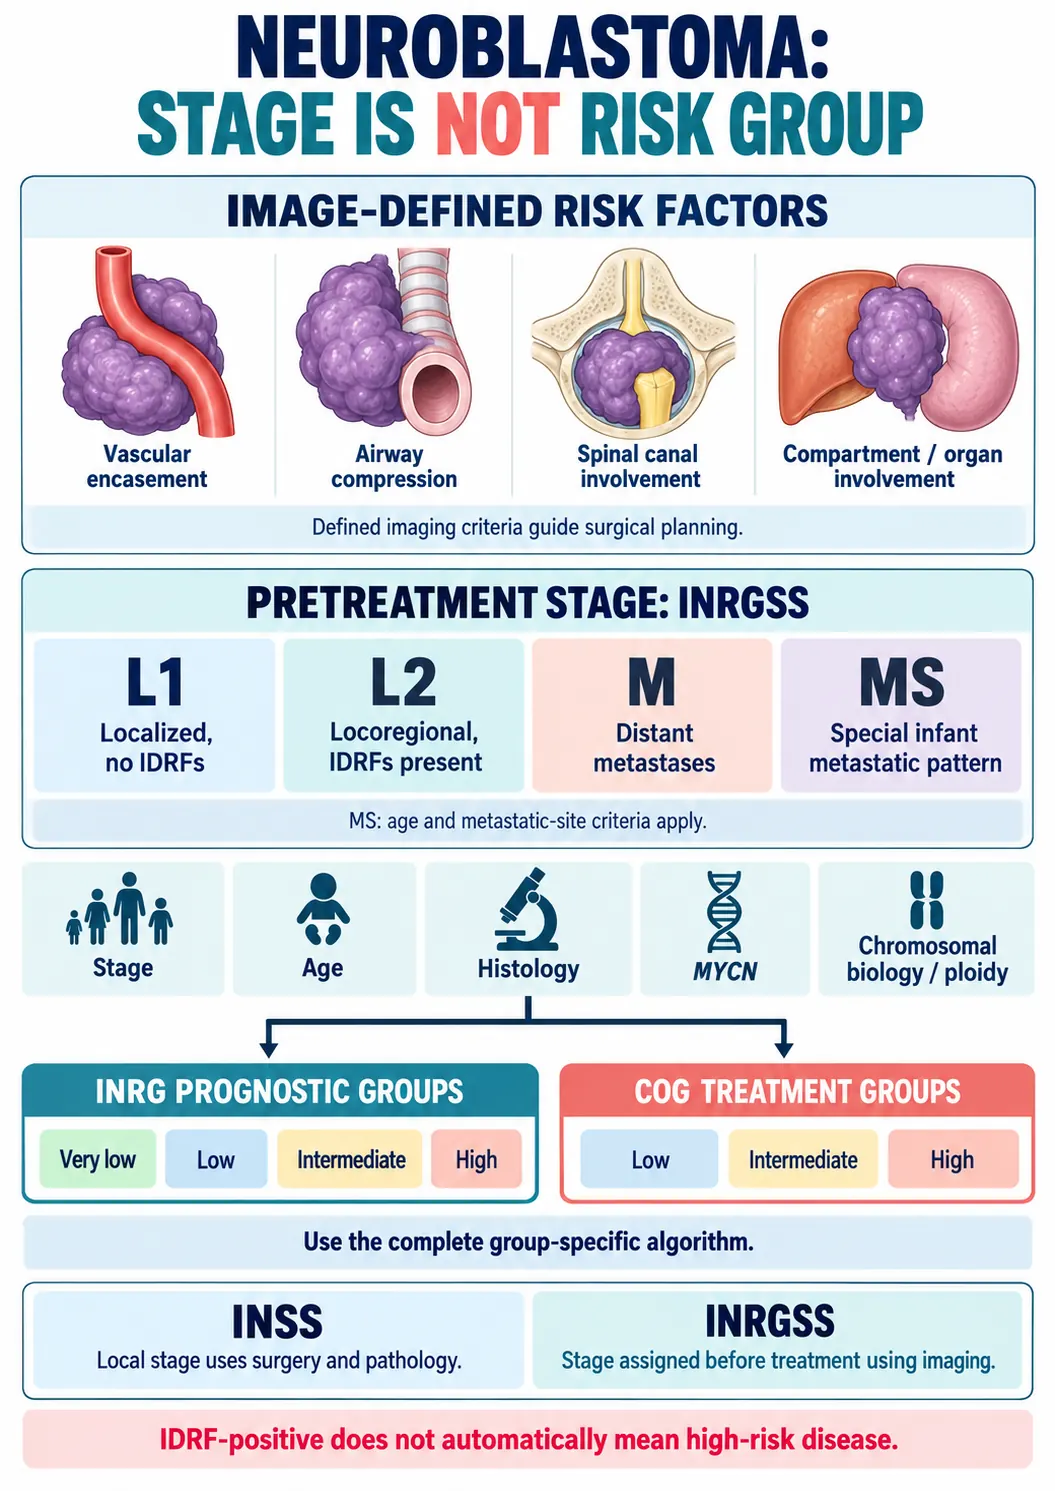 NEUROBLASTOMA:
STAGE IS NOT RISK GROUP
IMAGE-DEFINED RISK FACTORS
Vascular
encasement
Airway
compression
Spinal canal
involvement
Compartment / organ
involvement
Defined imaging criteria guide surgical planning.
PRETREATMENT STAGE: INRGSS
L1
Localized,
no IDRFs
L2
Locoregional,
IDRFs present
M
Distant
metastases
MS
Special infant
metastatic pattern
MS: age and metastatic-site criteria apply.
Stage
Age
Histology
MYCN
Chromosomal
biology / ploidy
INRG PROGNOSTIC GROUPS
Very low
Low
Intermediate
High
COG TREATMENT GROUPS
Low
Intermediate
High
Use the complete group-specific algorithm.
INSS
Local stage uses surgery and pathology.
INRGSS
Stage assigned before treatment using imaging.
IDRF-positive does not automatically mean high-risk disease.